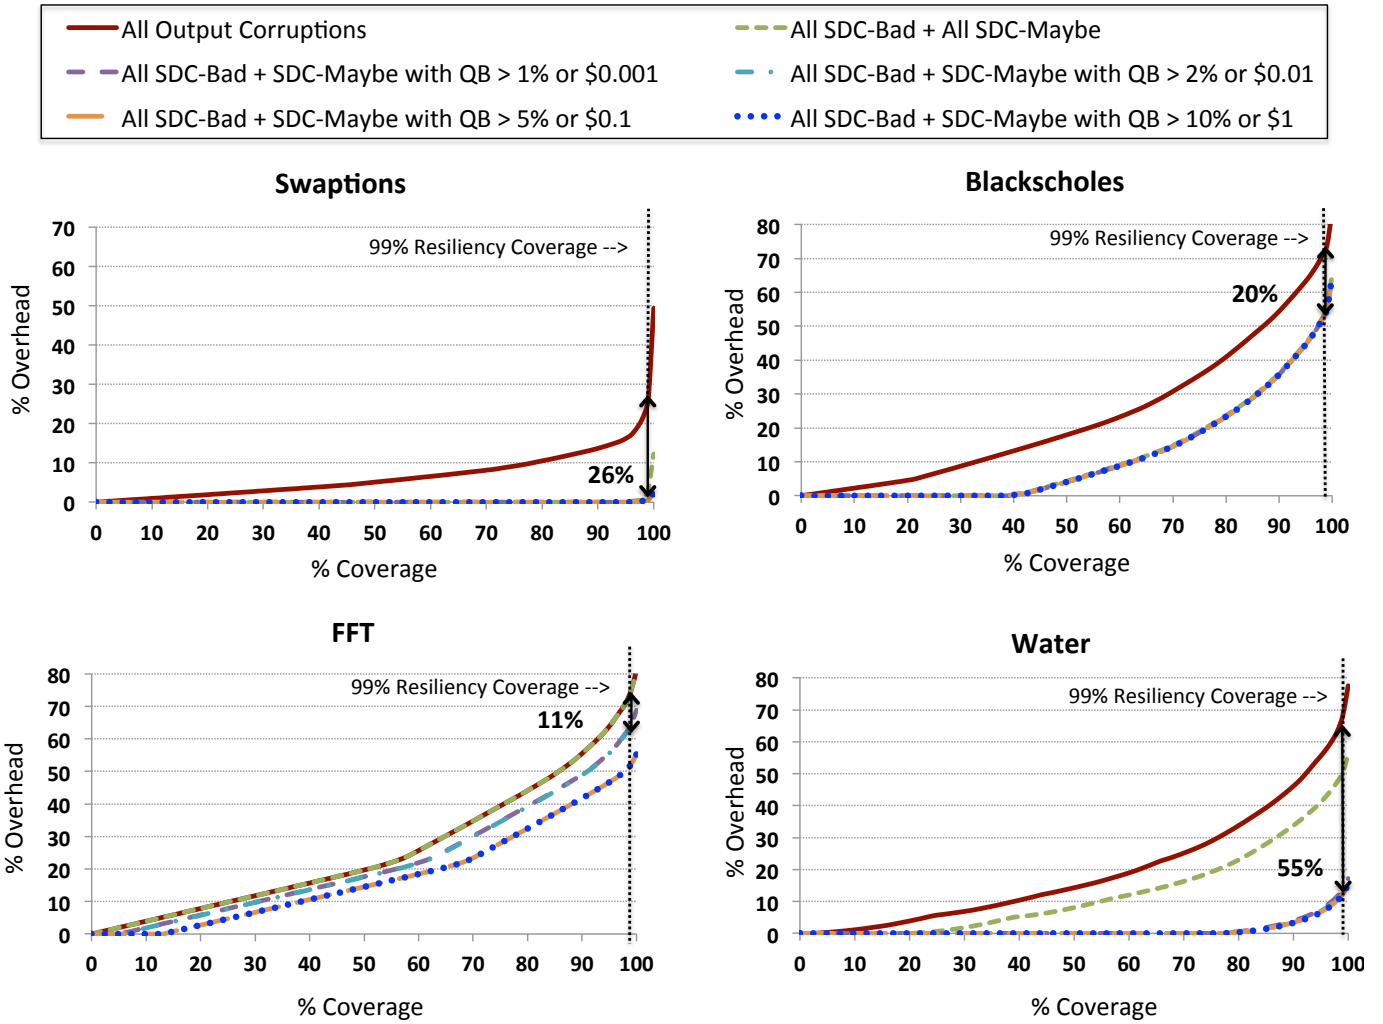 All Output Corruptions
All SDC-Bad + All SDC-Maybe
All SDC-Bad + SDC-Maybe with QB > 1% or $0.001
All SDC-Bad + SDC-Maybe with QB > 2% or $0.01
All SDC-Bad + SDC-Maybe with QB > 5% or $0.1
All SDC-Bad + SDC-Maybe with QB > 10% or $1
Swaptions
% Overhead
70
60
50
40
30
20
10
0
99% Resiliency Coverage -->
26%
0 10 20 30 40 50 60 70 80 90 100
% Coverage
Blackscholes
% Overhead
80
70
60
50
40
30
20
10
0
99% Resiliency Coverage -->
20%
0 10 20 30 40 50 60 70 80 90 100
% Coverage
FFT
% Overhead
80
70
60
50
40
30
20
10
0
99% Resiliency Coverage -->
11%
0 10 20 30 40 50 60 70 80 90 100
% Coverage
Water
% Overhead
80
70
60
50
40
30
20
10
0
99% Resiliency Coverage -->
55%
0 10 20 30 40 50 60 70 80 90 100
% Coverage